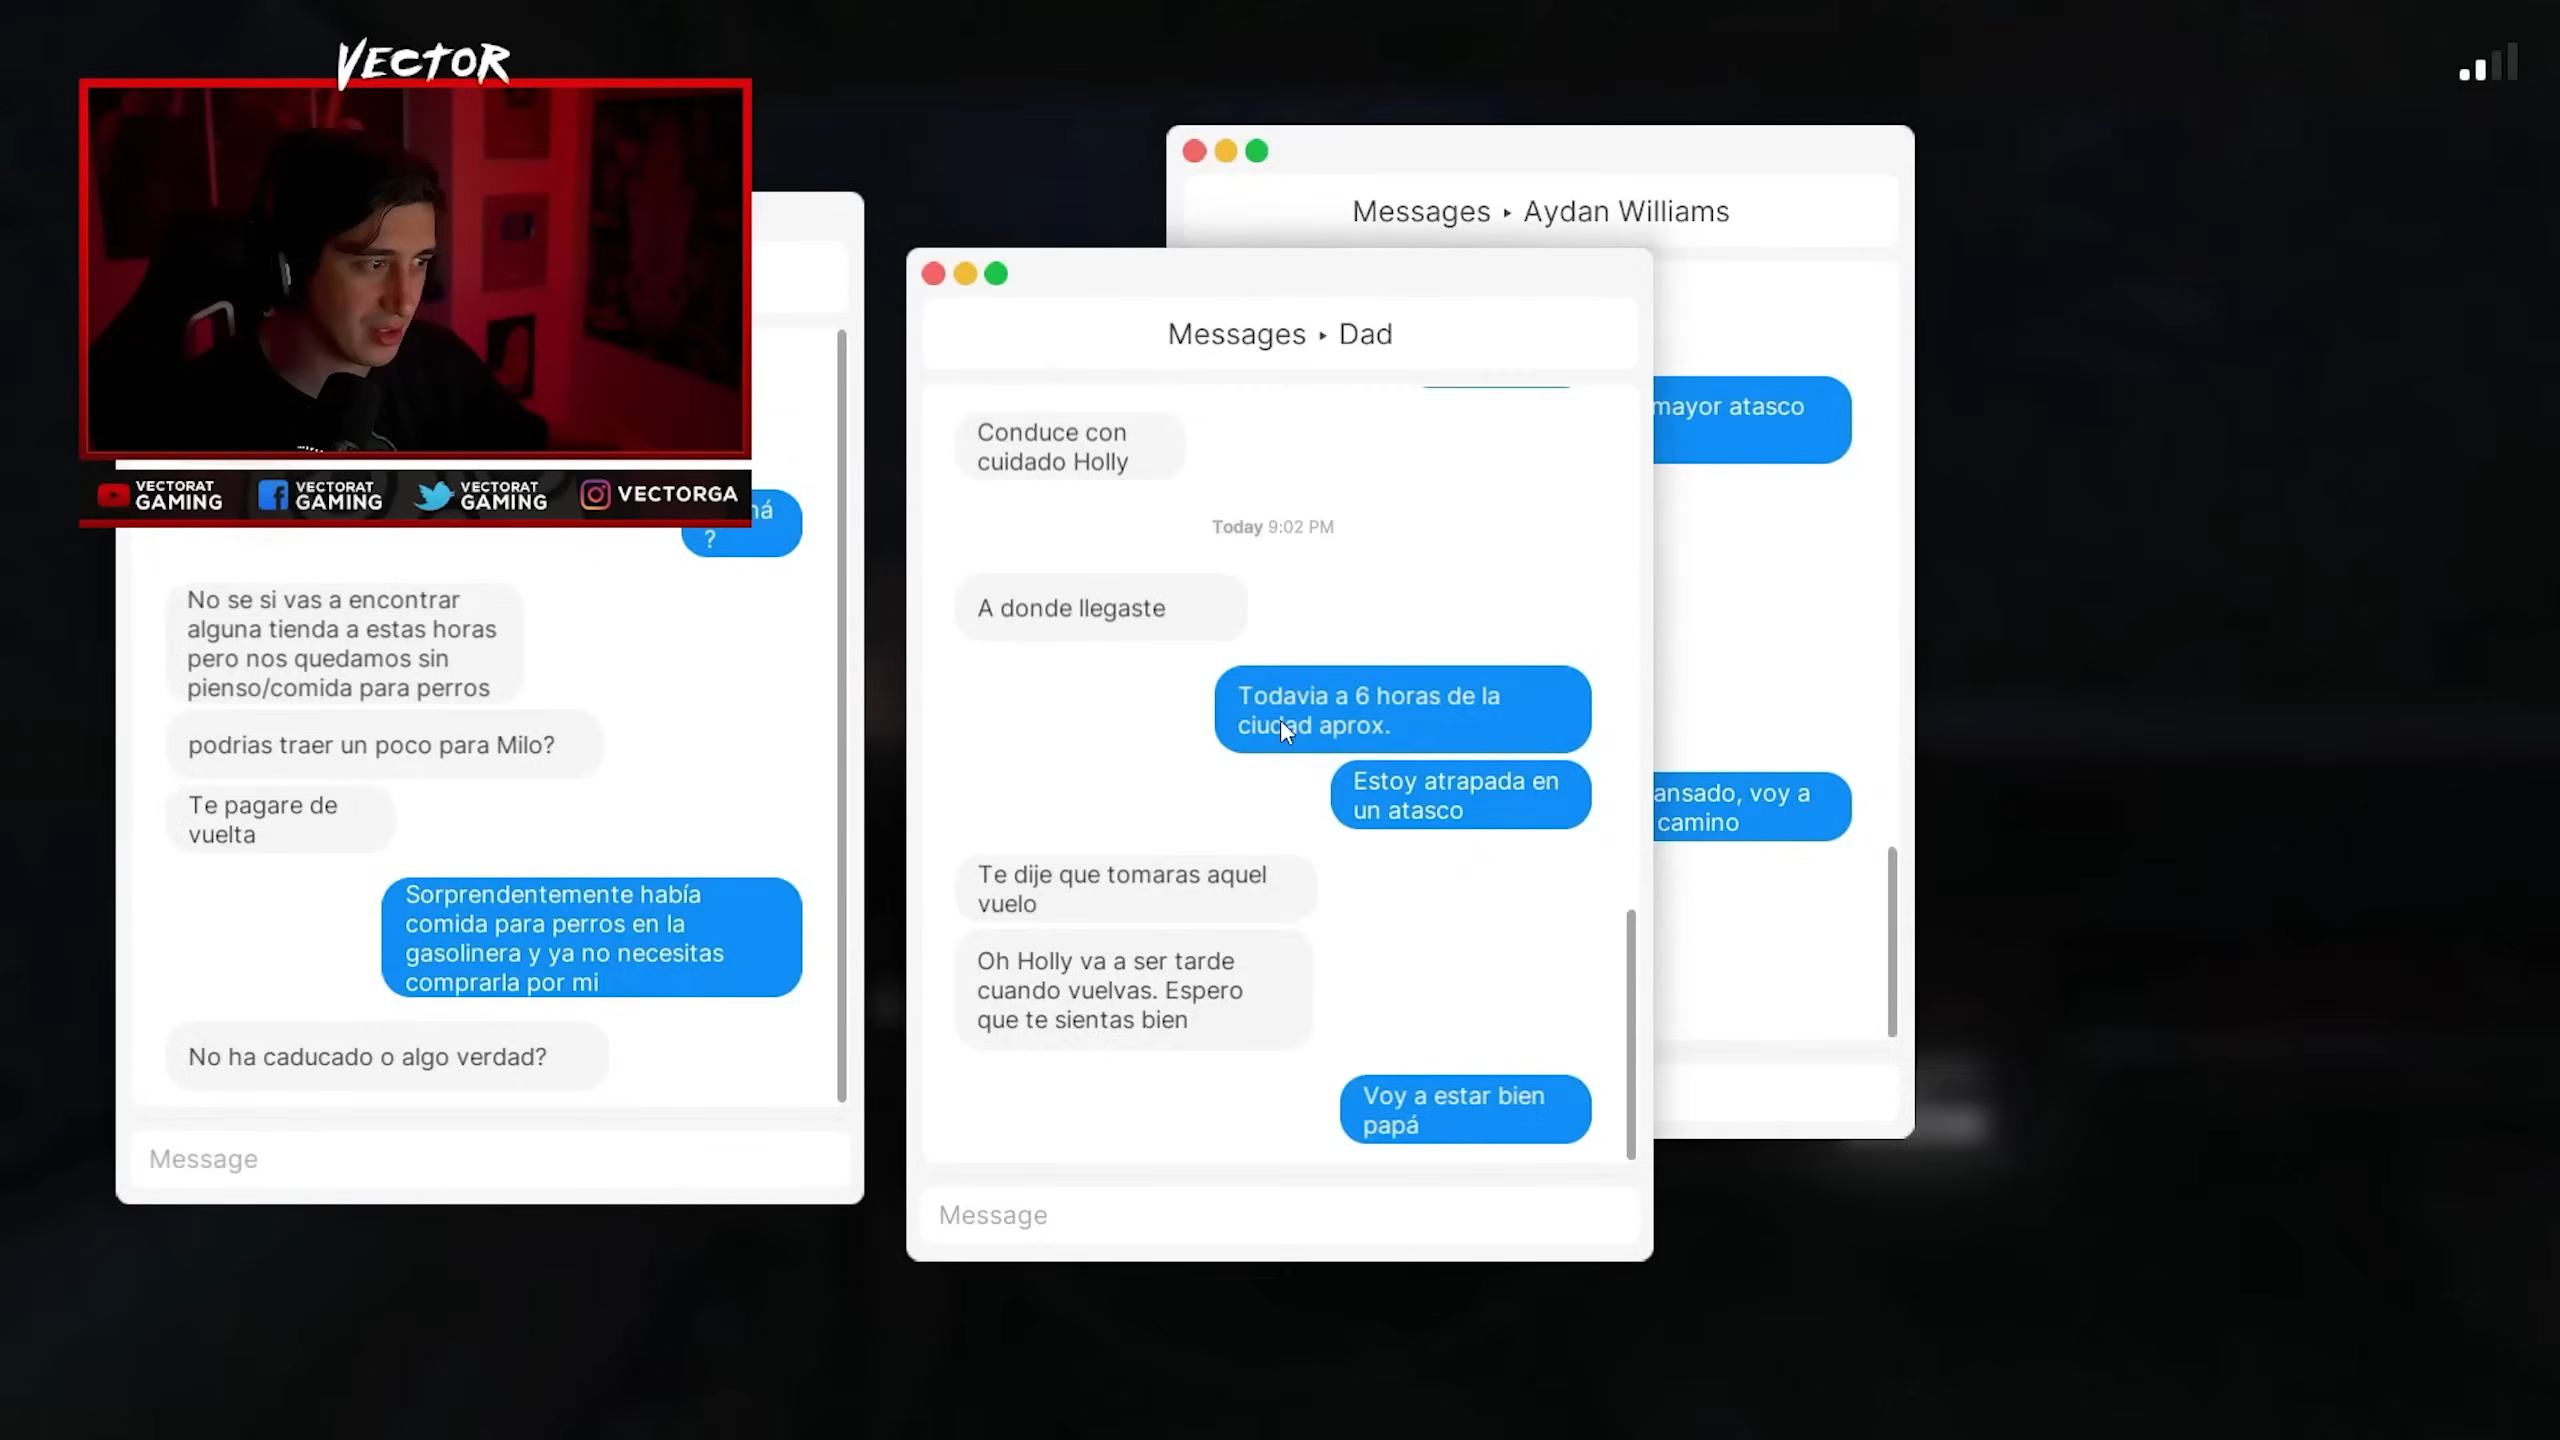 VECTOR
VECTORAT
GAMING
VECTORAT
GAMING
VECTORAT
GAMING
VECTORGA
?
No se si vas a encontrar
alguna tienda a estas horas
pero nos quedamos sin
pienso/comida para perros
podrias traer un poco para Milo?
Te pagare de
vuelta
Sorprendentemente había
comida para perros en la
gasolinera y ya no necesitas
comprarla por mi
No ha caducado o algo verdad?
Message
Messages ▸ Dad
Conduce con
cuidado Holly
Today 9:02 PM
A donde llegaste
Todavia a 6 horas de la
ciudad aprox.
Estoy atrapada en
un atasco
Te dije que tomaras aquel
vuelo
Oh Holly va a ser tarde
cuando vuelvas. Espero
que te sientas bien
Voy a estar bien
papá
Message
Messages ▸ Aydan Williams
mayor atasco
ansado, voy a
camino